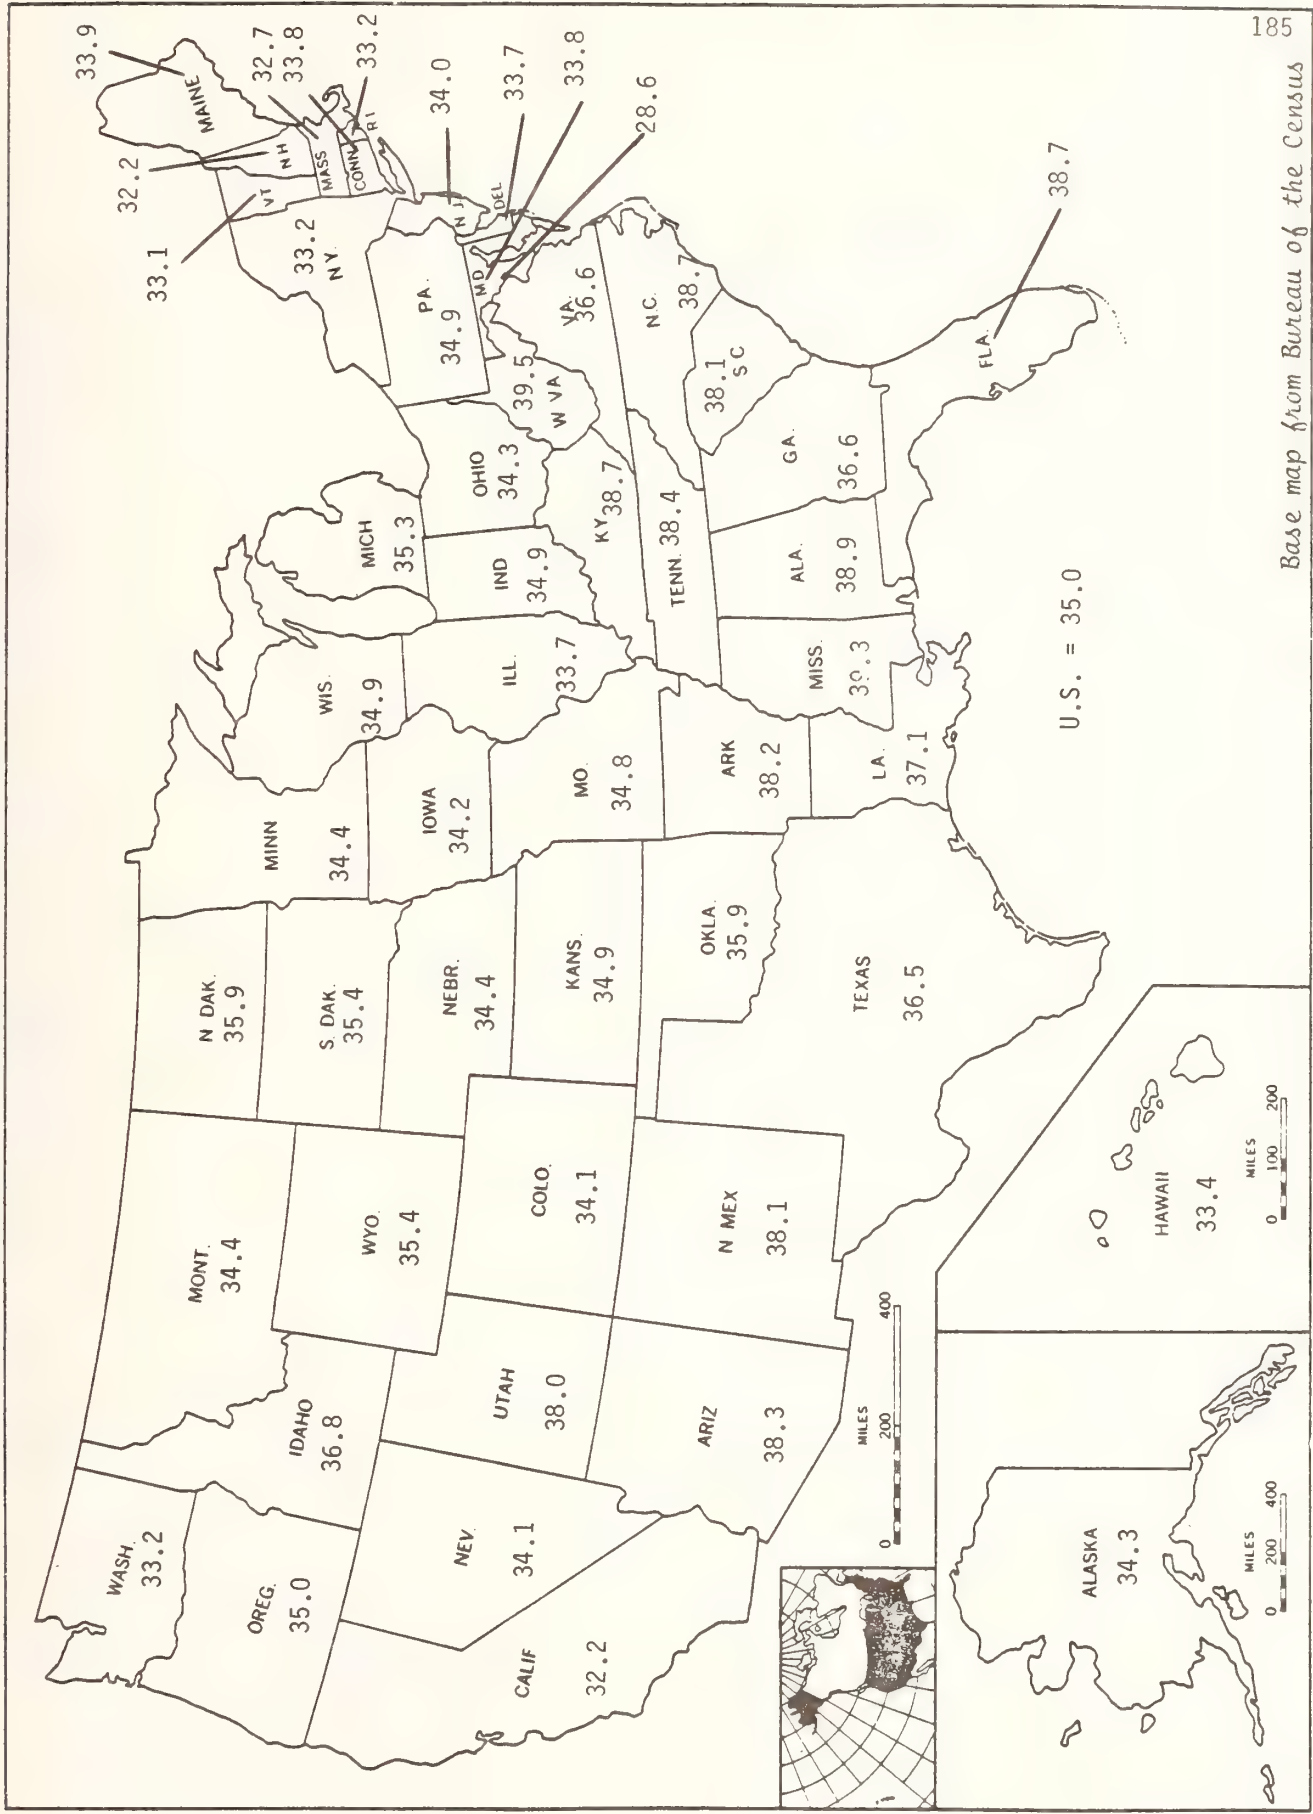 WASH.
33.2
OREG.
35.0
CALIF
32.2
NEV.
34.1
IDAHO
36.8
MONT.
34.4
WYO.
35.4
UTAH
38.0
COLO.
34.1
ARIZ
38.3
N MEX
38.1
N DAK.
35.9
S. DAK.
35.4
NEBR.
34.4
KANS.
34.9
OKLA.
35.9
TEXAS
36.5
MINN
34.4
IOWA
34.2
MO.
34.8
ARK
38.2
LA.
37.1
WIS.
34.9
ILL.
33.7
MICH
35.3
IND
34.9
OHIO
34.3
KY
38.7
TENN. 38.4
MISS.
ALA.
38.9
GA.
36.6
FLA.
38.7
38.1
S C
N.C.
38.7
VA.
36.6
39.5
W VA
PA.
34.9
33.2
N.Y.
33.1
VT
32.2
N H
33.9
MAINE
32.7
MASS
33.8
CONN
33.2
R I
34.0
N J
33.7
DEL.
33.8
MD
28.6
U.S. = 35.0
MILES
0 200 400
ALASKA
34.3
MILES
0 200 400
HAWAII
33.4
MILES
0 100 200
Base map from Bureau of the Census
185